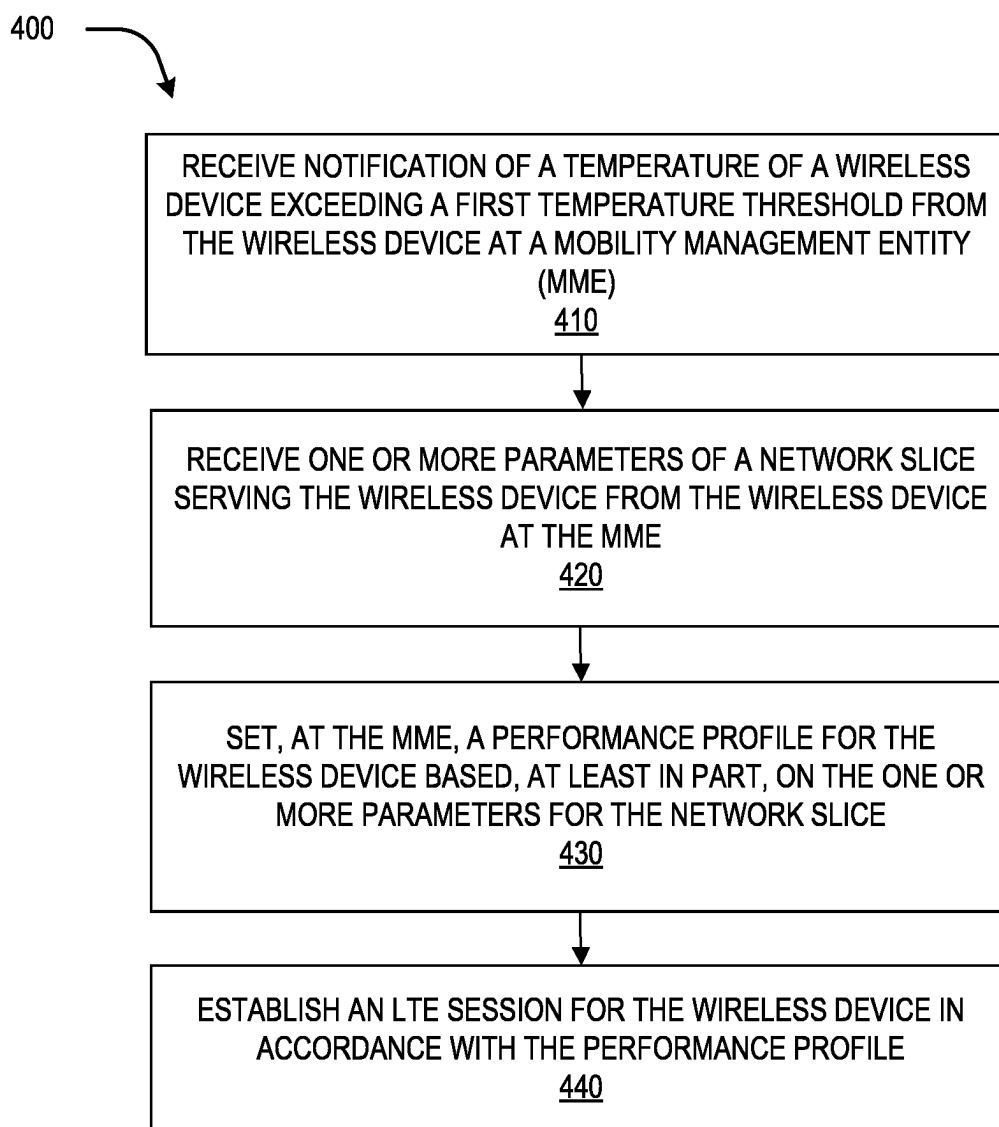 400
RECEIVE NOTIFICATION OF A TEMPERATURE OF A WIRELESS
DEVICE EXCEEDING A FIRST TEMPERATURE THRESHOLD FROM
THE WIRELESS DEVICE AT A MOBILITY MANAGEMENT ENTITY
(MME)
410
RECEIVE ONE OR MORE PARAMETERS OF A NETWORK SLICE
SERVING THE WIRELESS DEVICE FROM THE WIRELESS DEVICE
AT THE MME
420
SET, AT THE MME, A PERFORMANCE PROFILE FOR THE
WIRELESS DEVICE BASED, AT LEAST IN PART, ON THE ONE OR
MORE PARAMETERS FOR THE NETWORK SLICE
430
ESTABLISH AN LTE SESSION FOR THE WIRELESS DEVICE IN
ACCORDANCE WITH THE PERFORMANCE PROFILE
440